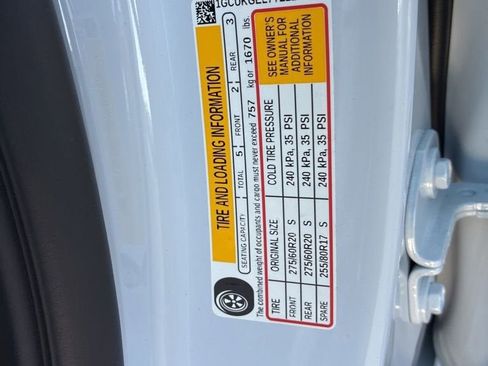 TIRE AND LOADING INFORMATION
SEATING CAPACITY TOTAL 5 FRONT 2 REAR 3
The combined weight of occupants and cargo must never exceed 757 kg or 1670 lbs.
TIRE ORIGINAL SIZE COLD TIRE PRESSURE
FRONT 275/60R20 S 240 kPa, 35 PSI
REAR 275/60R20 S 240 kPa, 35 PSI
SPARE 255/80R17 S 240 kPa, 35 PSI
SEE OWNER'S
MANUAL FOR
ADDITIONAL
INFORMATION